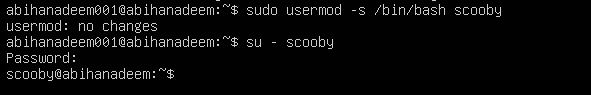 abihanadeem001@abihanadeem:~$ sudo usermod -s /bin/bash scooby
usermod: no changes
abihanadeem001@abihanadeem:~$ su - scooby
Password:
scooby@abihanadeem:~$